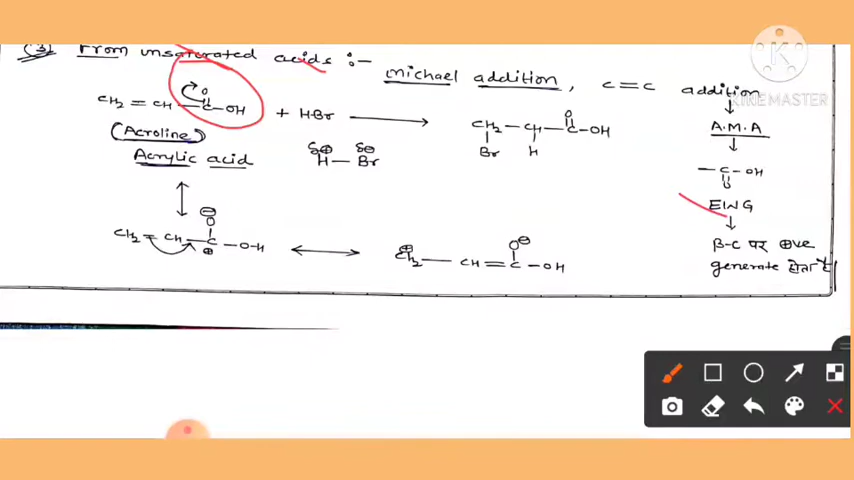 (3) From unsaturated acids :-
michael addition, C=C addition
CH2=CH-C-OH + HBr → CH2-CH-C-OH
O
O
Br H
(Acroline)
Acrylic acid
δ⊕ δ⊖
H-Br
A.M.A
-C-OH
O
EWG
β-C पर ⊕ve
generate होता है
⊖
O
CH2=CH-C-O-H ↔ CH2-CH=C-OH
⊕
⊕
O⊖
K
KINEMASTER